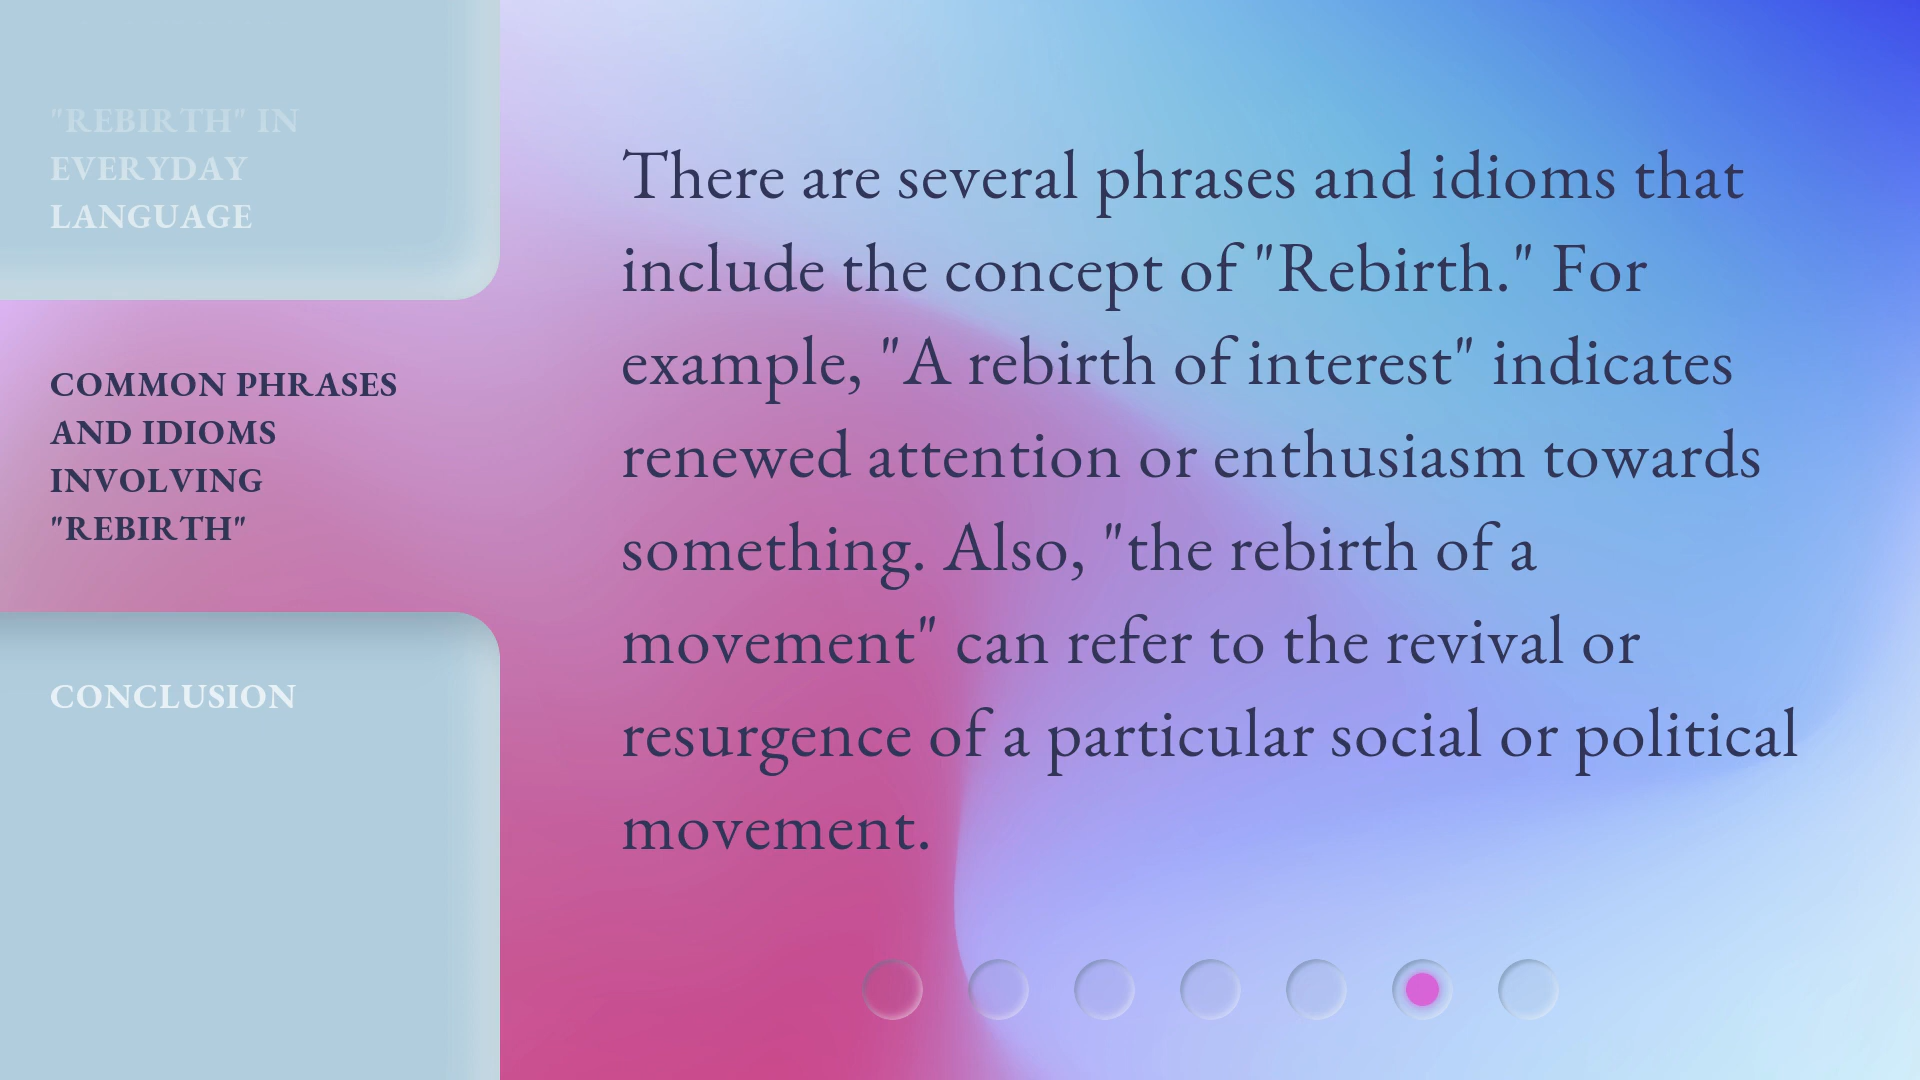 "REBIRTH" IN
EVERYDAY
LANGUAGE
COMMON PHRASES
AND IDIOMS
INVOLVING
"REBIRTH"
CONCLUSION
There are several phrases and idioms that
include the concept of "Rebirth." For
example, "A rebirth of interest" indicates
renewed attention or enthusiasm towards
something. Also, "the rebirth of a
movement" can refer to the revival or
resurgence of a particular social or political
movement.